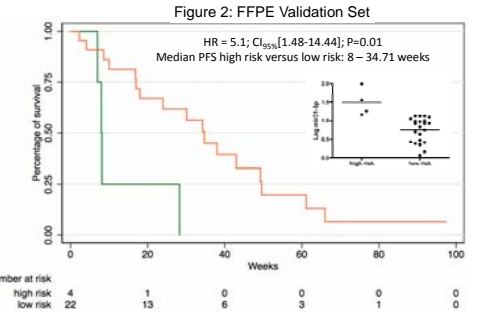 Figure 2: FFPE Validation Set
HR = 5.1; CI95%[1.48-14.44]; P=0.01
Median PFS high risk versus low risk: 8 – 34.71 weeks
Percentage of survival
1.00
0.75
0.50
0.25
0.00
2.0
1.5
1.0
0.5
0.0
high risk
low risk
0 20 40 60 80 100
Weeks
mber at risk
high risk 4 1 0 0 0 0
low risk 22 13 6 3 1 0